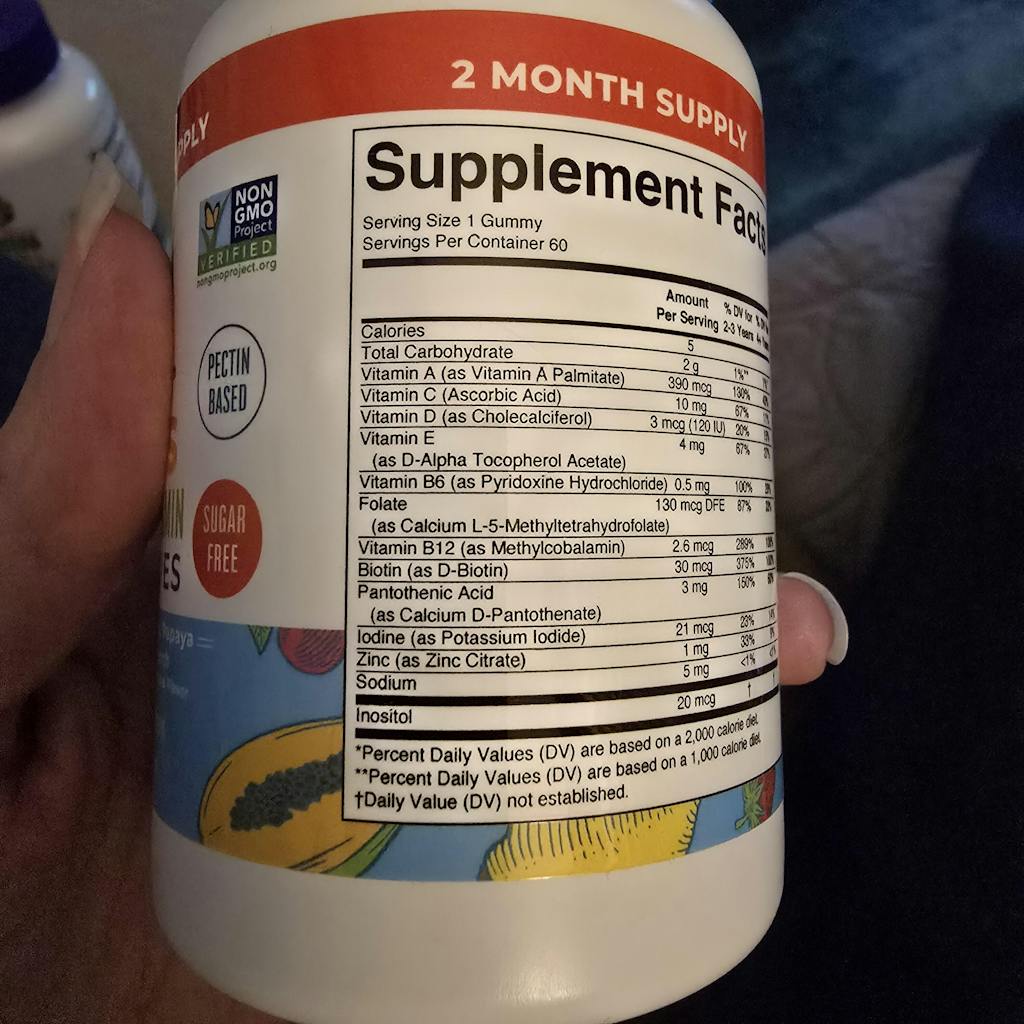 2 MONTH SUPPLY
PPLY
NON
GMO
Project
VERIFIED
nongmoproject.org
PECTIN
BASED
SUGAR
FREE
ES
Papaya
Supplement Facts
Serving Size 1 Gummy
Servings Per Container 60
Amount Per Serving % DV for 2-3 Years
Calories 5
Total Carbohydrate 2 g 1%**
Vitamin A (as Vitamin A Palmitate) 390 mcg 130%
Vitamin C (Ascorbic Acid) 10 mg 67%
Vitamin D (as Cholecalciferol) 3 mcg (120 IU) 20%
Vitamin E 4 mg 67%
(as D-Alpha Tocopherol Acetate)
Vitamin B6 (as Pyridoxine Hydrochloride) 0.5 mg 100%
Folate 130 mcg DFE 87%
(as Calcium L-5-Methyltetrahydrofolate)
Vitamin B12 (as Methylcobalamin) 2.6 mcg 289%
Biotin (as D-Biotin) 30 mcg 375%
Pantothenic Acid 3 mg 150%
(as Calcium D-Pantothenate)
Iodine (as Potassium Iodide) 21 mcg 23%
Zinc (as Zinc Citrate) 1 mg 33%
Sodium 5 mg <1%
Inositol 20 mcg †
*Percent Daily Values (DV) are based on a 2,000 calorie diet.
**Percent Daily Values (DV) are based on a 1,000 calorie diet.
†Daily Value (DV) not established.